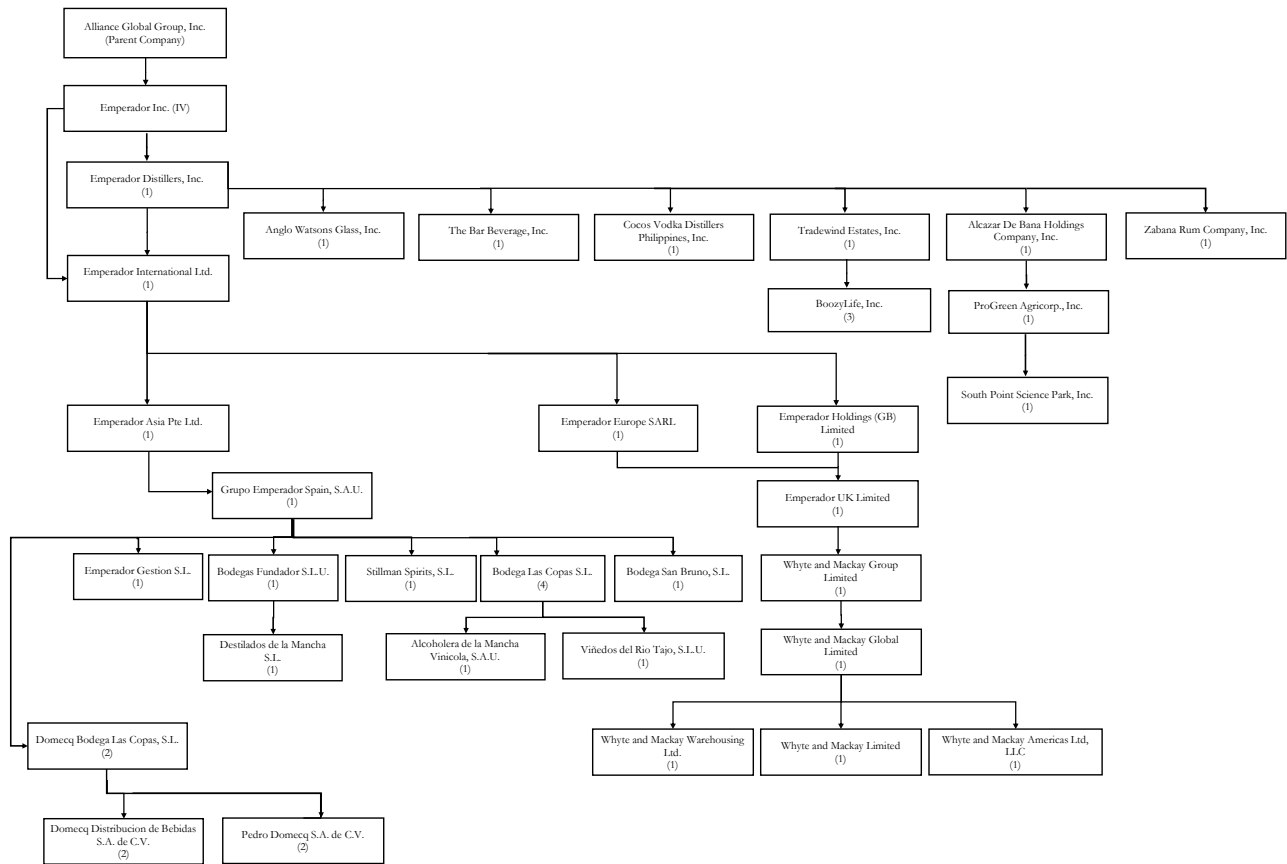 Alliance Global Group, Inc.
(Parent Company)
Emperador Inc. (IV)
Emperador Distillers, Inc.
(1)
Anglo Watsons Glass, Inc.
(1)
The Bar Beverage, Inc.
(1)
Cocos Vodka Distillers
Philippines, Inc.
(1)
Tradewind Estates, Inc.
(1)
Alcazar De Bana Holdings
Company, Inc.
(1)
Zabana Rum Company, Inc.
(1)
Emperador International Ltd.
(1)
BoozyLife, Inc.
(3)
ProGreen Agricorp., Inc.
(1)
South Point Science Park, Inc.
(1)
Emperador Asia Pte Ltd.
(1)
Emperador Europe SARL
(1)
Emperador Holdings (GB)
Limited
(1)
Grupo Emperador Spain, S.A.U.
(1)
Emperador UK Limited
(1)
Emperador Gestion S.L.
(1)
Bodegas Fundador S.L.U.
(1)
Stillman Spirits, S.L.
(1)
Bodega Las Copas S.L.
(4)
Bodega San Bruno, S.L.
(1)
Whyte and Mackay Group
Limited
(1)
Destilados de la Mancha
S.L.
(1)
Alcoholera de la Mancha
Vinicola, S.A.U.
(1)
Viñedos del Rio Tajo, S.L.U.
(1)
Whyte and Mackay Global
Limited
(1)
Domecq Bodega Las Copas, S.L.
(2)
Whyte and Mackay Warehousing
Ltd.
(1)
Whyte and Mackay Limited
(1)
Whyte and Mackay Americas Ltd,
LLC
(1)
Domecq Distribucion de Bebidas
S.A. de C.V.
(2)
Pedro Domecq S.A. de C.V.
(2)